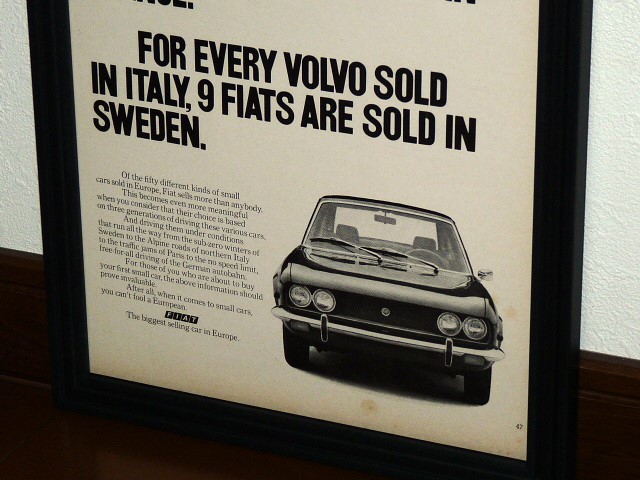 FOR EVERY VOLVO SOLD
IN ITALY, 9 FIATS ARE SOLD IN
SWEDEN.
Of the fifty different kinds of small
cars sold in Europe, Fiat sells more than anybody.
This becomes even more meaningful
when you consider that their choice is based
on three generations of driving these various cars.
And driving them under conditions
that run all the way from the sub-zero winters of
Sweden to the Alpine roads of northern Italy
to the traffic jams of Paris to the no speed limit,
free-for-all driving of the German autobahn.
For those of you who are about to buy
your first small car, the above information should
prove invaluable.
After all, when it comes to small cars,
you can't fool a European.
FIAT
The biggest selling car in Europe.
47